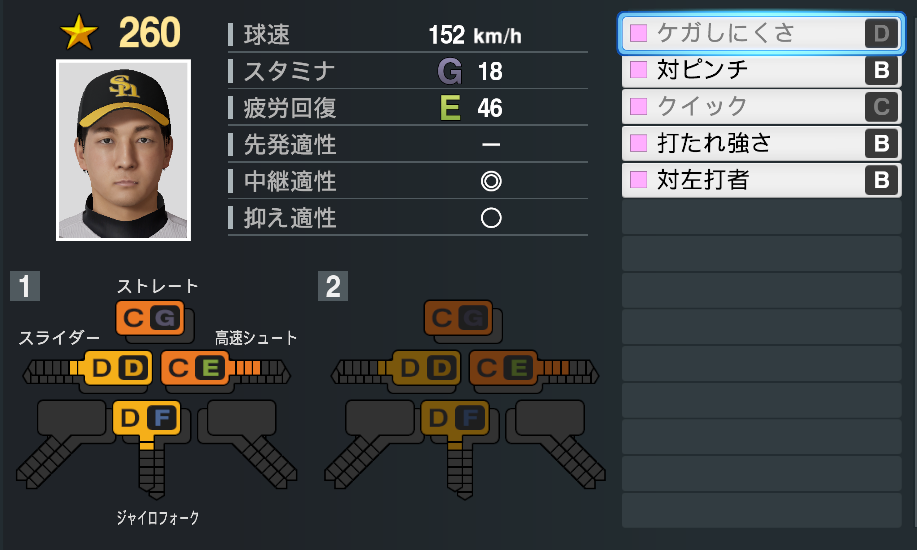 260
球速 152 km/h
スタミナ G 18
疲労回復 E 46
先発適性 ー
中継適性 ◎
抑え適性 ○
ケガしにくさ D
対ピンチ B
クイック C
打たれ強さ B
対左打者 B
1
ストレート
C G
スライダー
D D
高速シュート
C E
D F
ジャイロフォーク
2
C G
D D
C E
D F